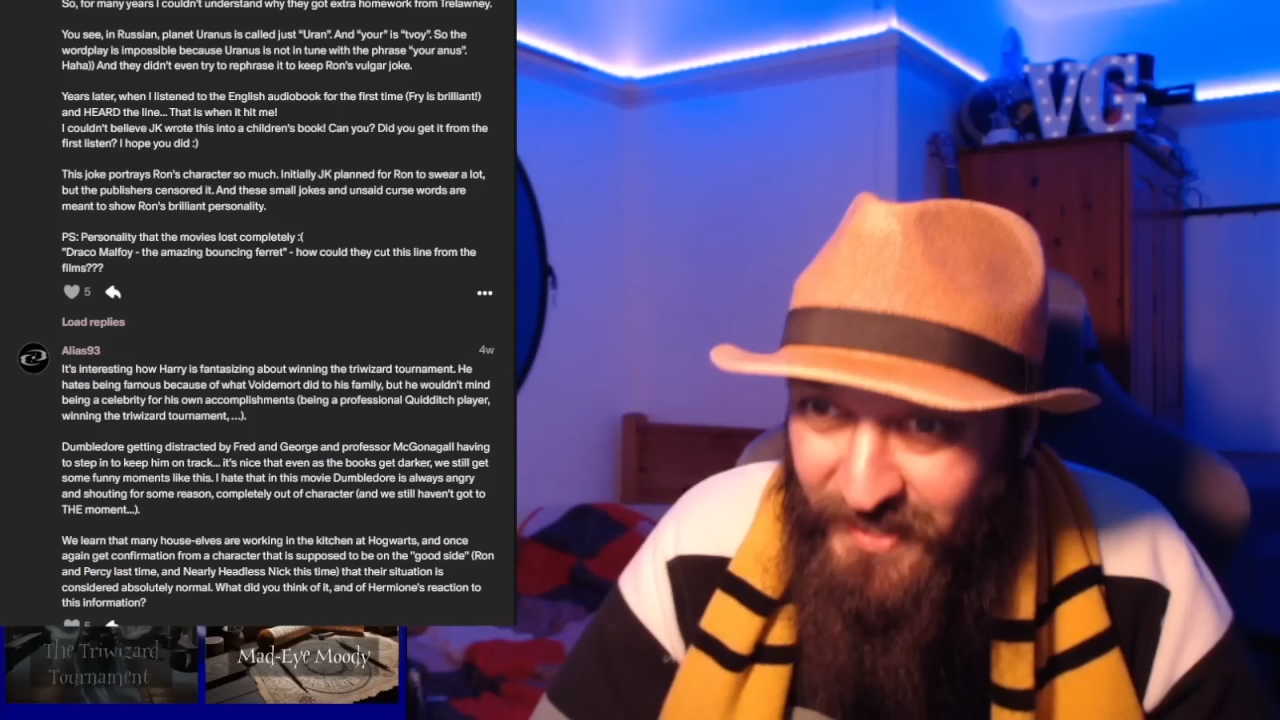 So, for many years I couldn't understand why they got extra homework from Trelawney.
You see, in Russian, planet Uranus is called just "Uran". And "your" is "tvoy". So the
wordplay is impossible because Uranus is not in tune with the phrase "your anus".
Haha)) And they didn't even try to rephrase it to keep Ron's vulgar joke.
Years later, when I listened to the English audiobook for the first time (Fry is brilliant!)
and HEARD the line... That is when it hit me!
I couldn't believe JK wrote this into a children's book! Can you? Did you get it from the
first listen? I hope you did :)
This joke portrays Ron's character so much. Initially JK planned for Ron to swear a lot,
but the publishers censored it. And these small jokes and unsaid curse words are
meant to show Ron's brilliant personality.
PS: Personality that the movies lost completely :(
"Draco Malfoy - the amazing bouncing ferret" - how could they cut this line from the
films???
5
Load replies
Alias93 4w
It's interesting how Harry is fantasizing about winning the triwizard tournament. He
hates being famous because of what Voldemort did to his family, but he wouldn't mind
being a celebrity for his own accomplishments (being a professional Quidditch player,
winning the triwizard tournament, ...).
Dumbledore getting distracted by Fred and George and professor McGonagall having
to step in to keep him on track... it's nice that even as the books get darker, we still get
some funny moments like this. I hate that in this movie Dumbledore is always angry
and shouting for some reason, completely out of character (and we still haven't got to
THE moment...).
We learn that many house-elves are working in the kitchen at Hogwarts, and once
again get confirmation from a character that is supposed to be on the "good side" (Ron
and Percy last time, and Nearly Headless Nick this time) that their situation is
considered absolutely normal. What did you think of it, and of Hermione's reaction to
this information?
The Triwizard
Tournament
Mad-Eye Moody
VG